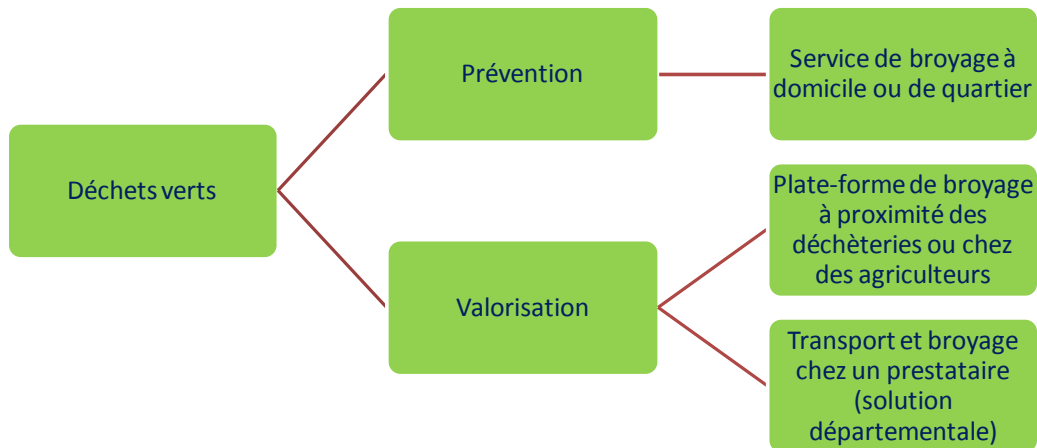 Déchets verts
Prévention
Service de broyage à
domicile ou de quartier
Valorisation
Plate-forme de broyage
à proximité des
déchèteries ou chez
des agriculteurs
Transport et broyage
chez un prestataire
(solution
départementale)